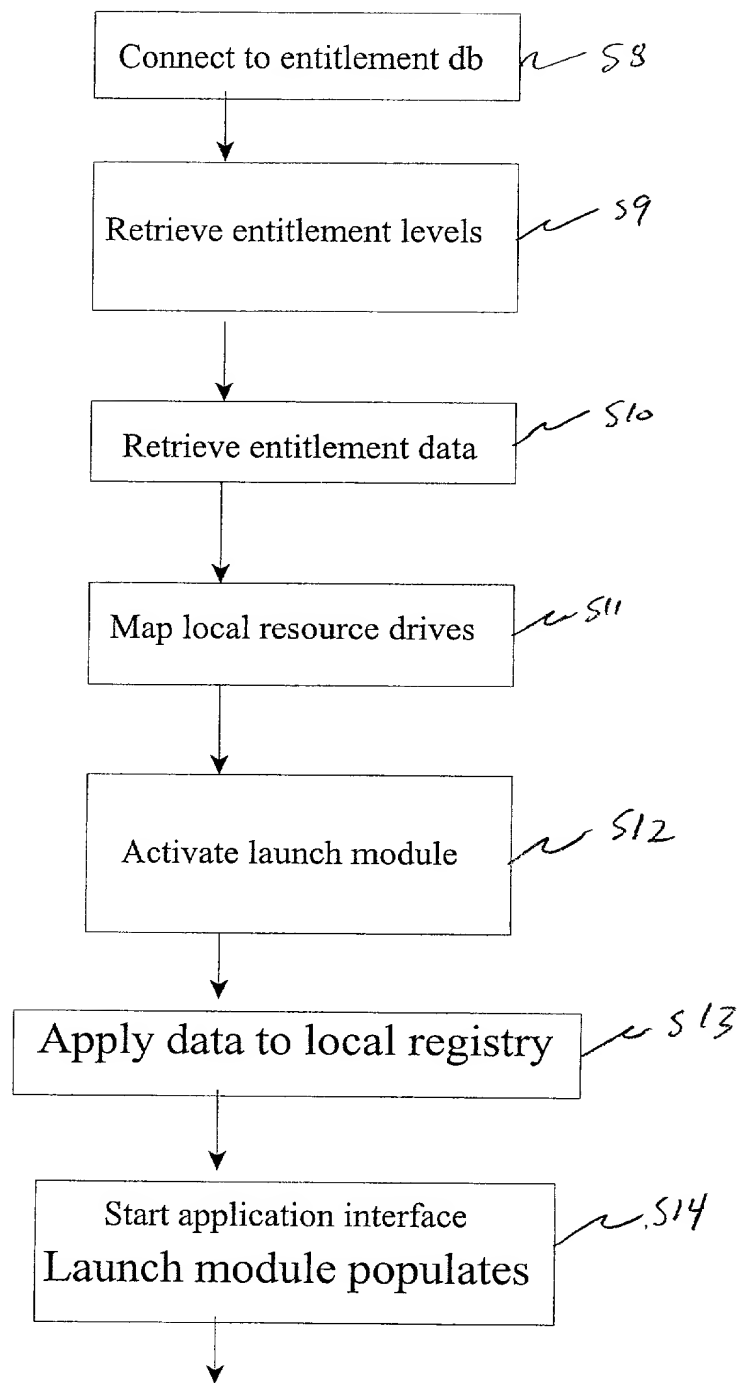 Connect to entitlement db
S8
Retrieve entitlement levels
S9
Retrieve entitlement data
S10
Map local resource drives
S11
Activate launch module
S12
Apply data to local registry
S13
Start application interface
S14
Launch module populates